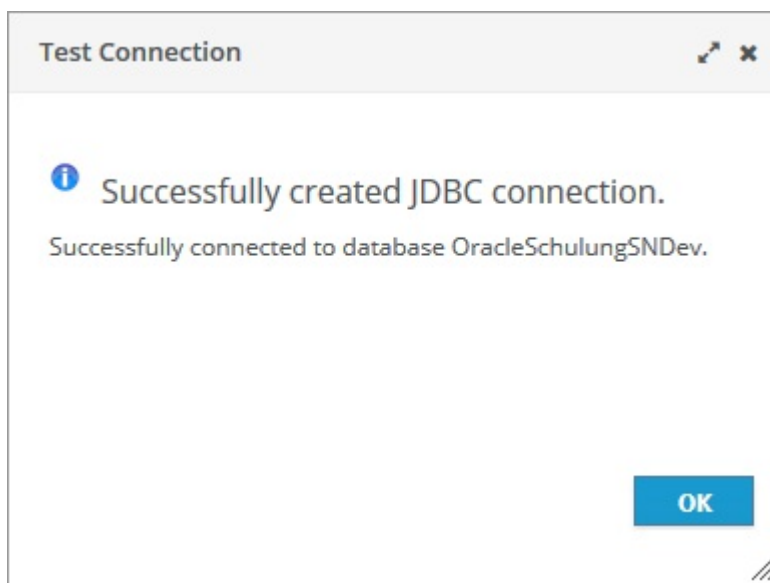 Test Connection
Successfully created JDBC connection.
Successfully connected to database OracleSchulungSNDev.
OK